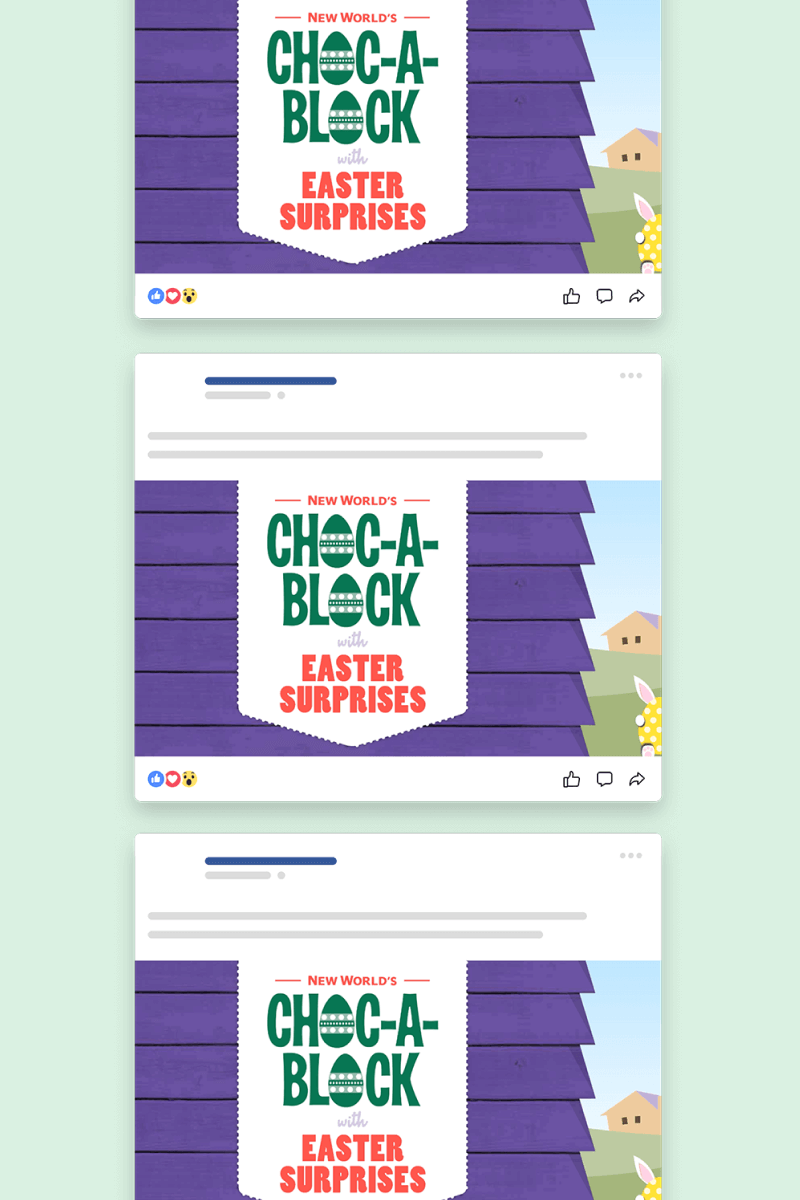 NEW WORLD'S
CHOC-A-
BLOCK
with
EASTER
SURPRISES
NEW WORLD'S
CHOC-A-
BLOCK
with
EASTER
SURPRISES
NEW WORLD'S
CHOC-A-
BLOCK
with
EASTER
SURPRISES